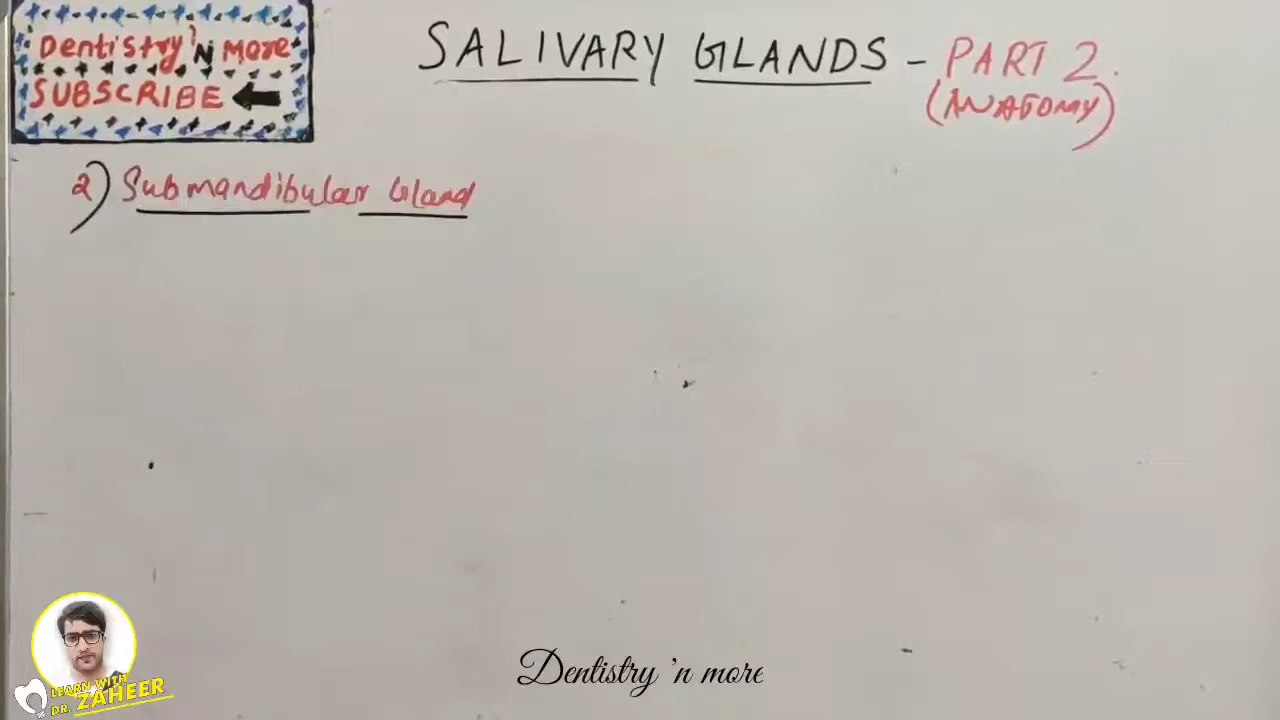 Dentistry 'N More
SUBSCRIBE
SALIVARY GLANDS - PART 2
(ANATOMY)
2) Submandibular Gland
LEARN WITH
DR. ZAHEER
Dentistry 'n more